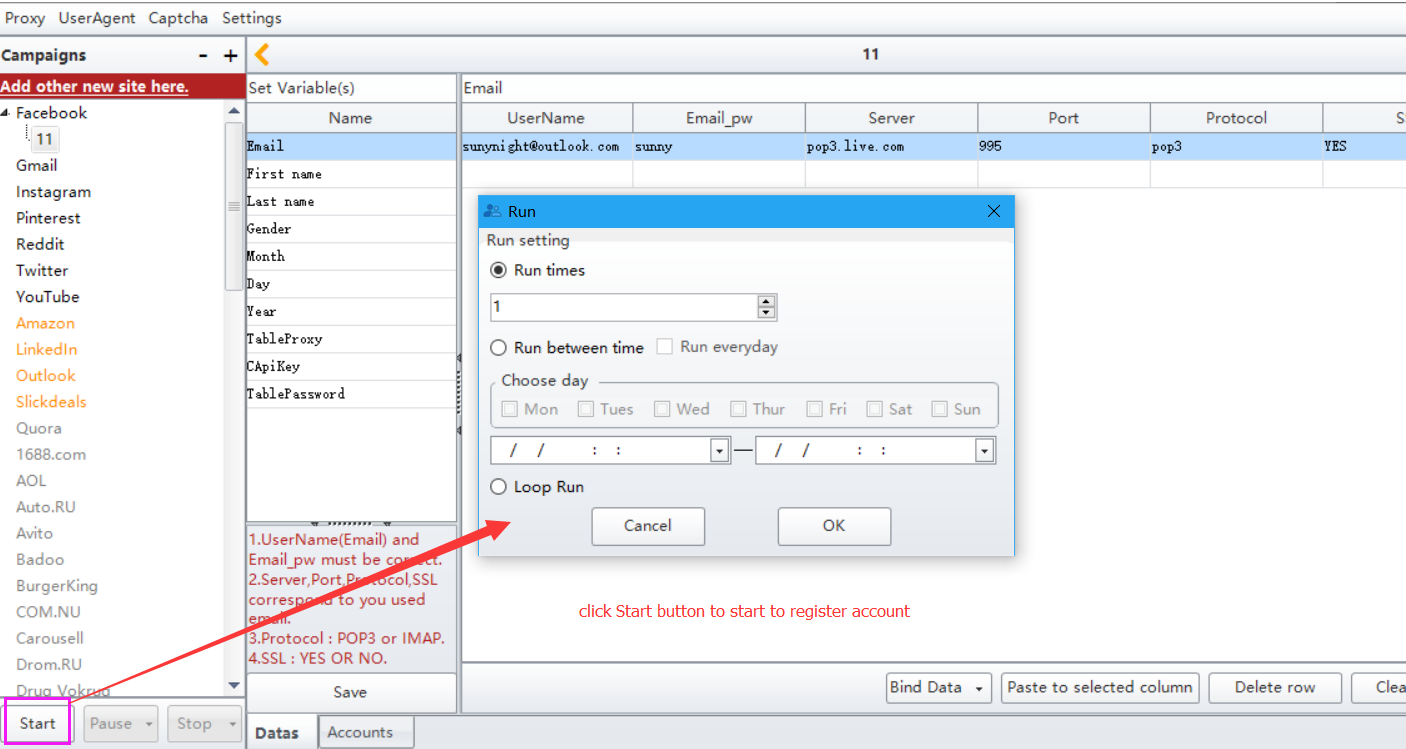 Proxy UserAgent Captcha Settings
Campaigns - +
11
Add other new site here.
Set Variable(s)
Email
Facebook
11
Gmail
Instagram
Pinterest
Reddit
Twitter
YouTube
Amazon
LinkedIn
Outlook
Slickdeals
Quora
1688.com
AOL
Auto.RU
Avito
Badoo
BurgerKing
COM.NU
Carousell
Drom.RU
Drug Vokrug
Name
Email
First name
Last name
Gender
Month
Day
Year
TableProxy
CApiKey
TablePassword
UserName Email_pw Server Port Protocol S
sunynight@outlook.com sunny pop3.live.com 995 pop3 YES
Run
Run setting
Run times
1
Run between time Run everyday
Choose day
Mon Tues Wed Thur Fri Sat Sun
/ / : : — / / : :
Loop Run
Cancel OK
1.UserName(Email) and
Email_pw must be correct.
2.Server,Port,Protocol,SSL
correspond to you used
email.
3.Protocol : POP3 or IMAP.
4.SSL : YES OR NO.
click Start button to start to register account
Save
Bind Data Paste to selected column Delete row Clea
Start Pause Stop
Datas Accounts